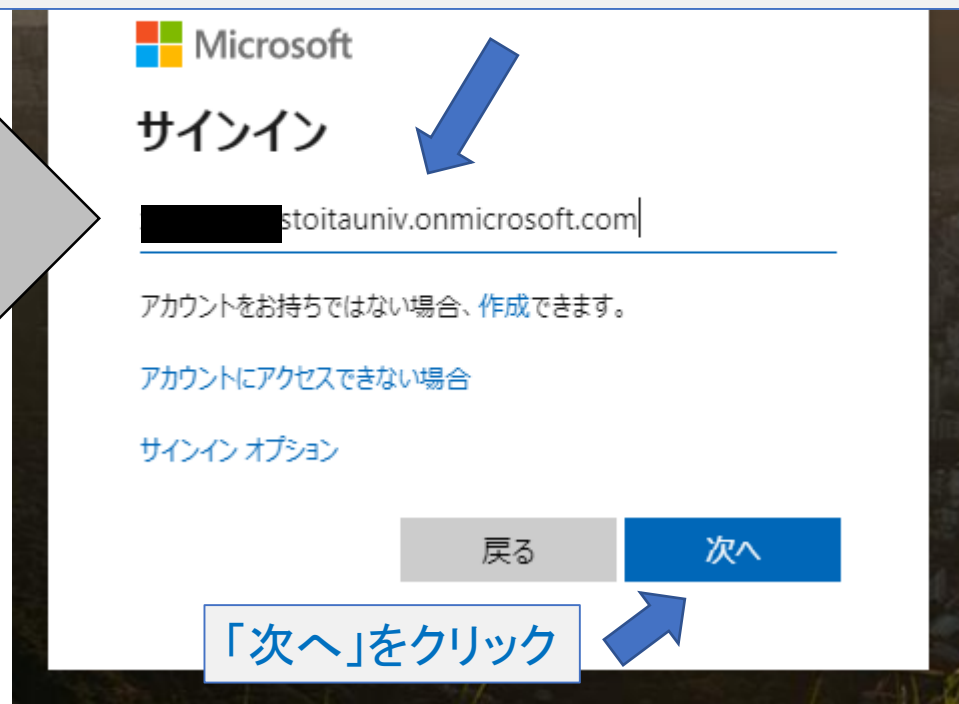 Microsoft
サインイン
stoitauniv.onmicrosoft.com
アカウントをお持ちではない場合、作成できます。
アカウントにアクセスできない場合
サインイン オプション
戻る
次へ
「次へ」をクリック